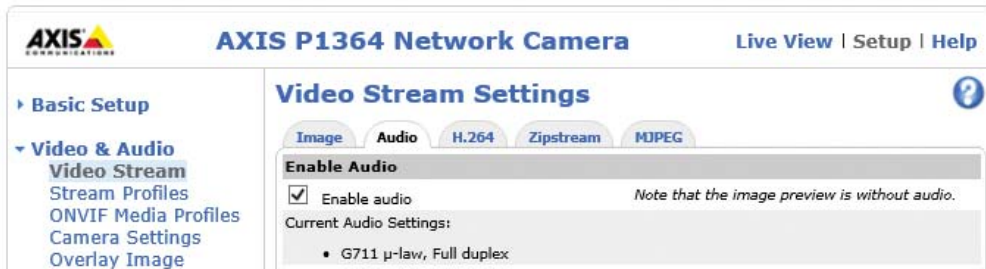 AXIS
COMMUNICATIONS
AXIS P1364 Network Camera
Live View | Setup | Help
Basic Setup
Video & Audio
Video Stream
Stream Profiles
ONVIF Media Profiles
Camera Settings
Overlay Image
Video Stream Settings
?
Image
Audio
H.264
Zipstream
MJPEG
Enable Audio
Enable audio
Note that the image preview is without audio.
Current Audio Settings:
• G711 μ-law, Full duplex